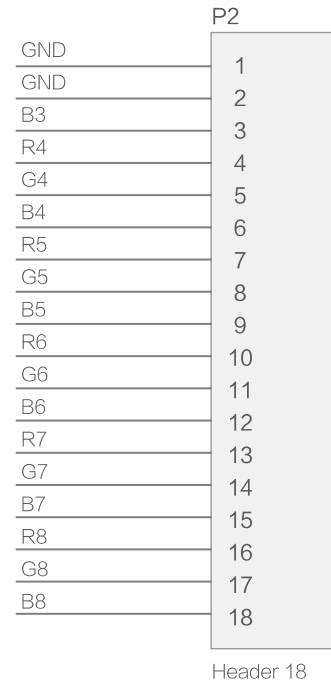 P2
GND 1
GND 2
B3 3
R4 4
G4 5
B4 6
R5 7
G5 8
B5 9
R6 10
G6 11
B6 12
R7 13
G7 14
B7 15
R8 16
G8 17
B8 18
Header 18